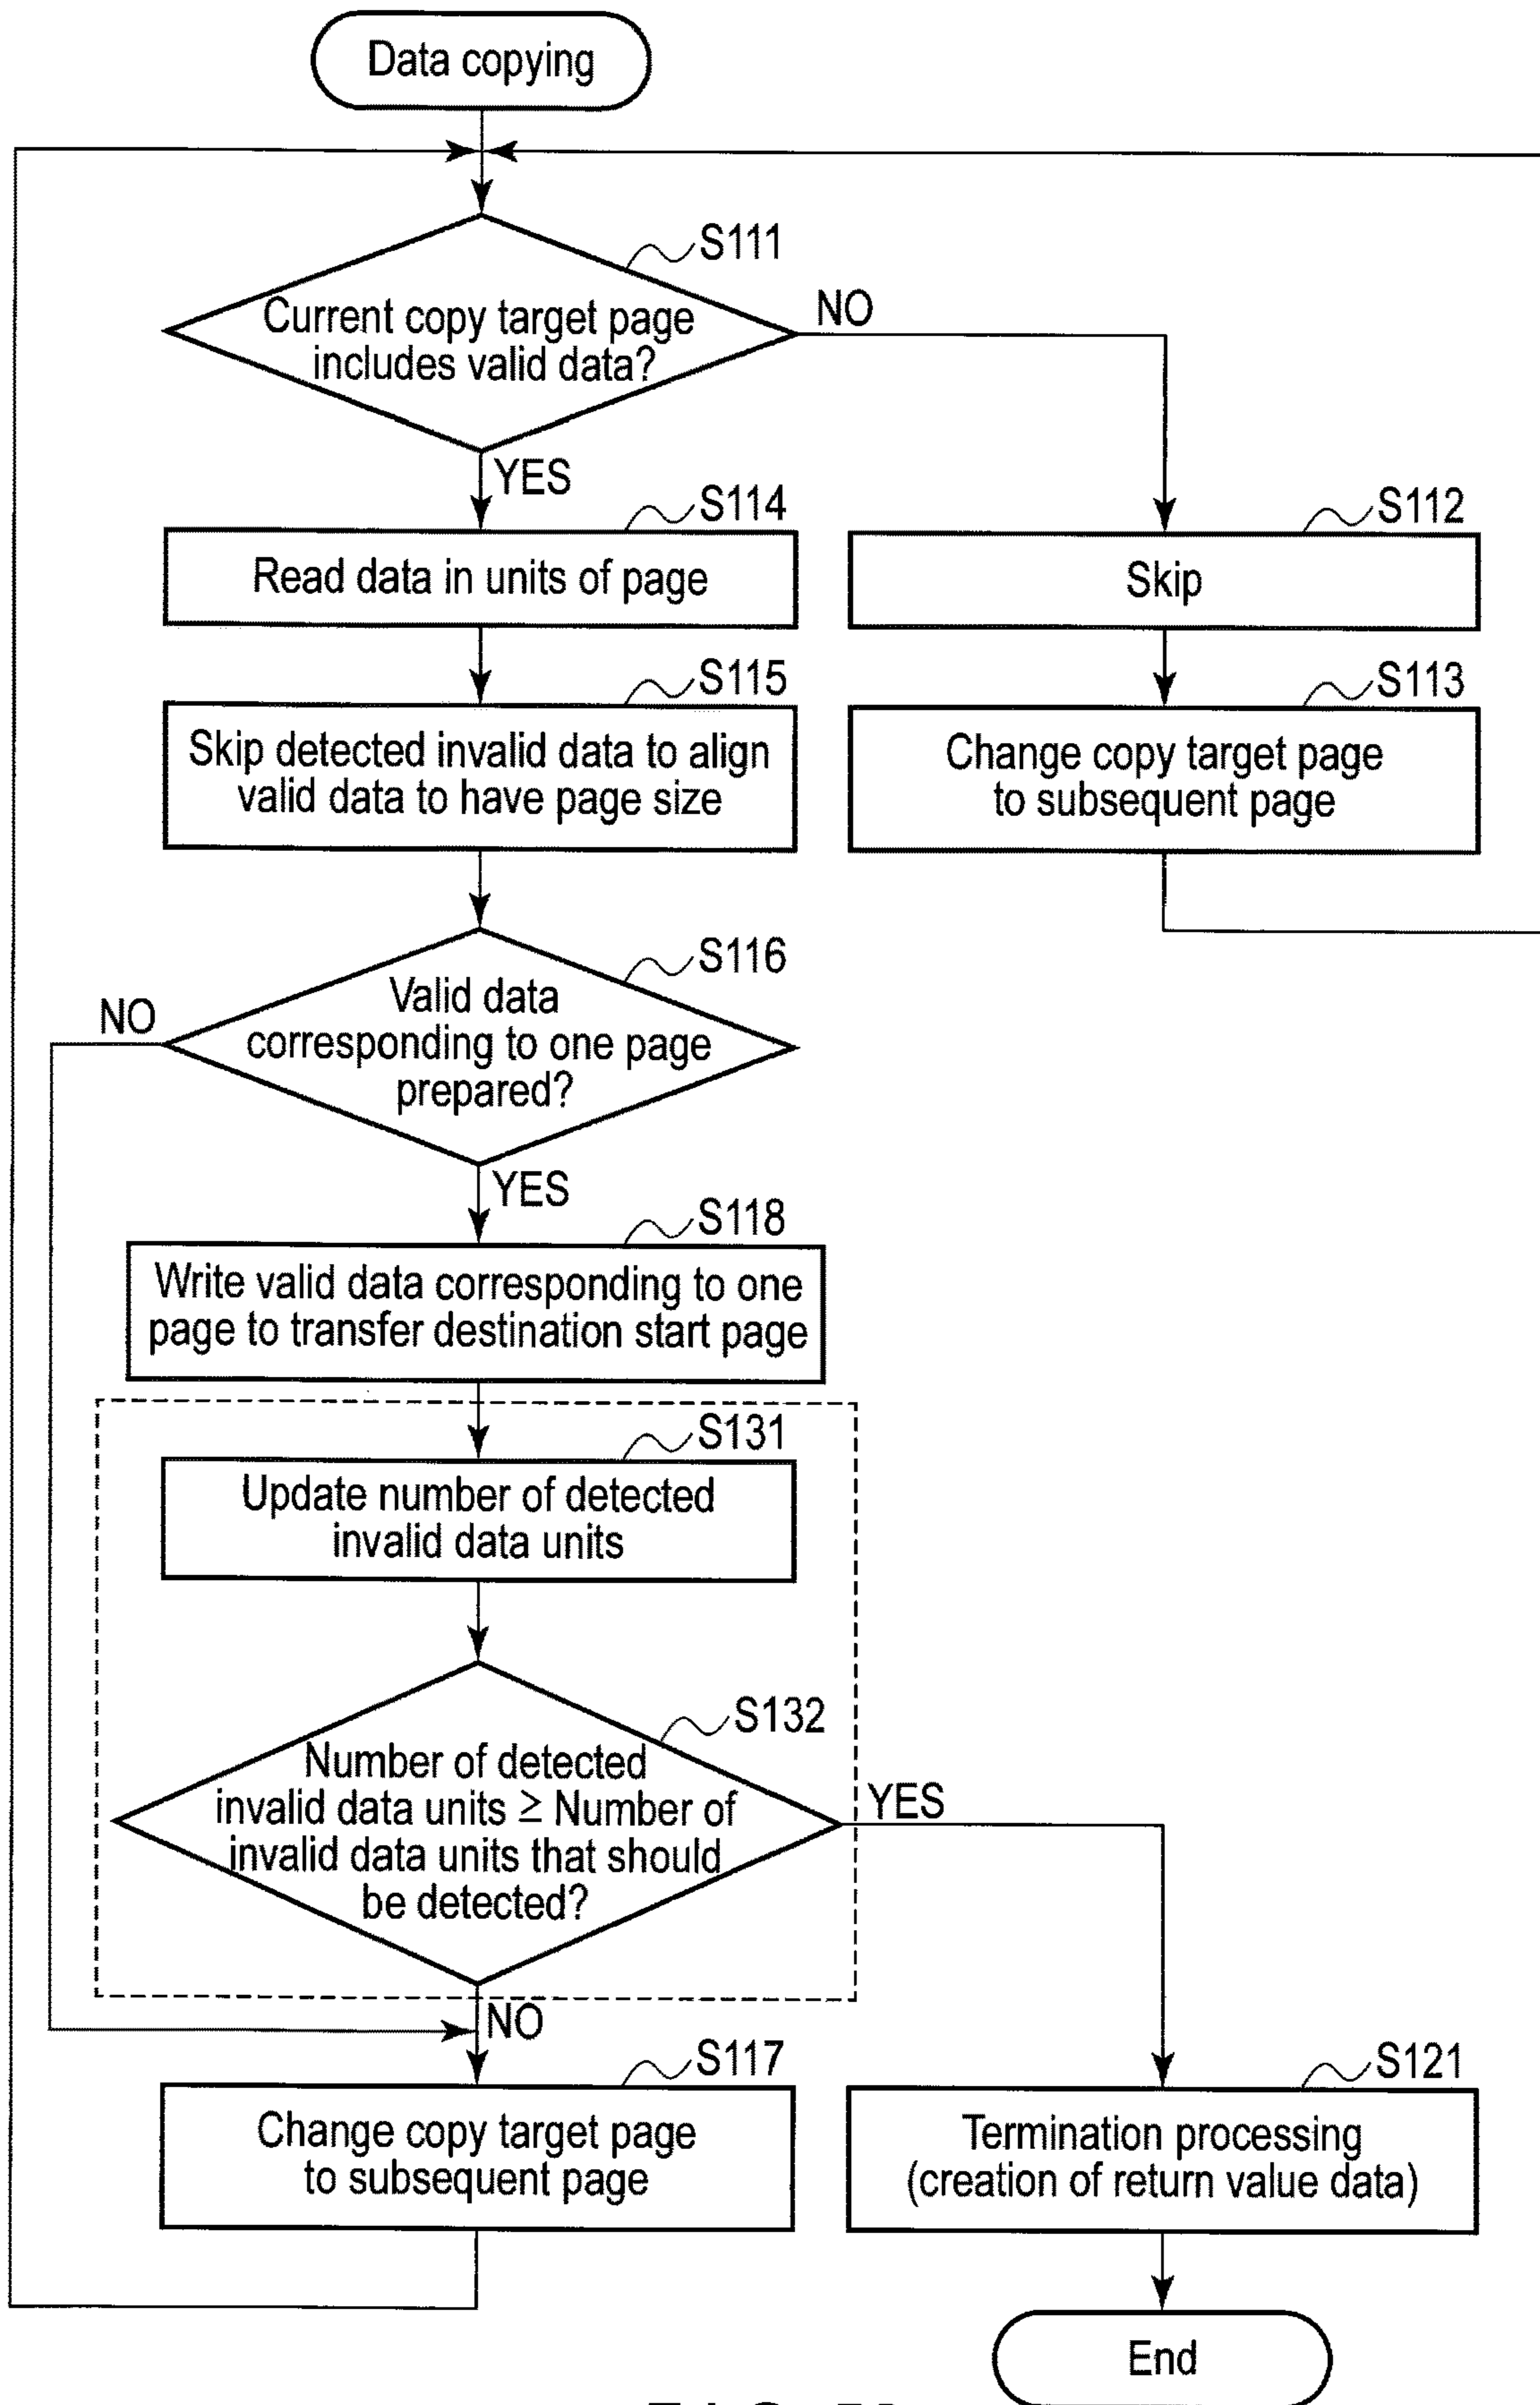 Data copying
S111
Current copy target page
includes valid data?
NO
YES
S114
Read data in units of page
S112
Skip
S115
Skip detected invalid data to align
valid data to have page size
S113
Change copy target page
to subsequent page
S116
Valid data
corresponding to one page
prepared?
NO
YES
S118
Write valid data corresponding to one
page to transfer destination start page
S131
Update number of detected
invalid data units
S132
Number of detected
invalid data units ≥ Number of
invalid data units that should
be detected?
YES
NO
S117
Change copy target page
to subsequent page
S121
Termination processing
(creation of return value data)
End